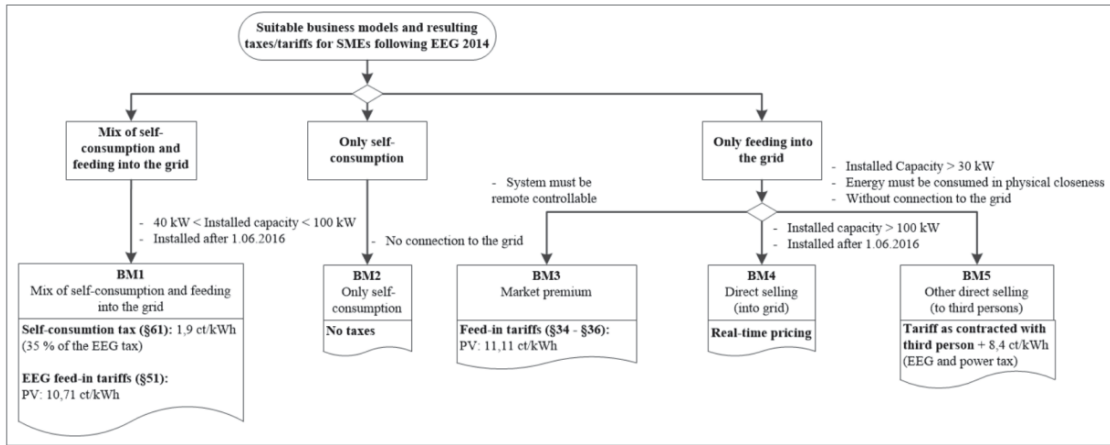 Suitable business models and resulting
taxes/tariffs for SMEs following EEG 2014
Mix of self-
consumption and
feeding into the grid
Only self-
consumption
Only feeding into
the grid
- 40 kW < Installed capacity < 100 kW
- Installed after 1.06.2016
- No connection to the grid
- System must be
remote controllable
- Installed Capacity > 30 kW
- Energy must be consumed in physical closeness
- Without connection to the grid
- Installed capacity > 100 kW
- Installed after 1.06.2016
BM1
Mix of self-consumption and feeding
into the grid
Self-consumtion tax (§61): 1,9 ct/kWh
(35 % of the EEG tax)
EEG feed-in tariffs (§51):
PV: 10,71 ct/kWh
BM2
Only self-
consumption
No taxes
BM3
Market premium
Feed-in tariffs (§34 - §36):
PV: 11,11 ct/kWh
BM4
Direct selling
(into grid)
Real-time pricing
BM5
Other direct selling
(to third persons)
Tariff as contracted with
third person + 8,4 ct/kWh
(EEG and power tax)